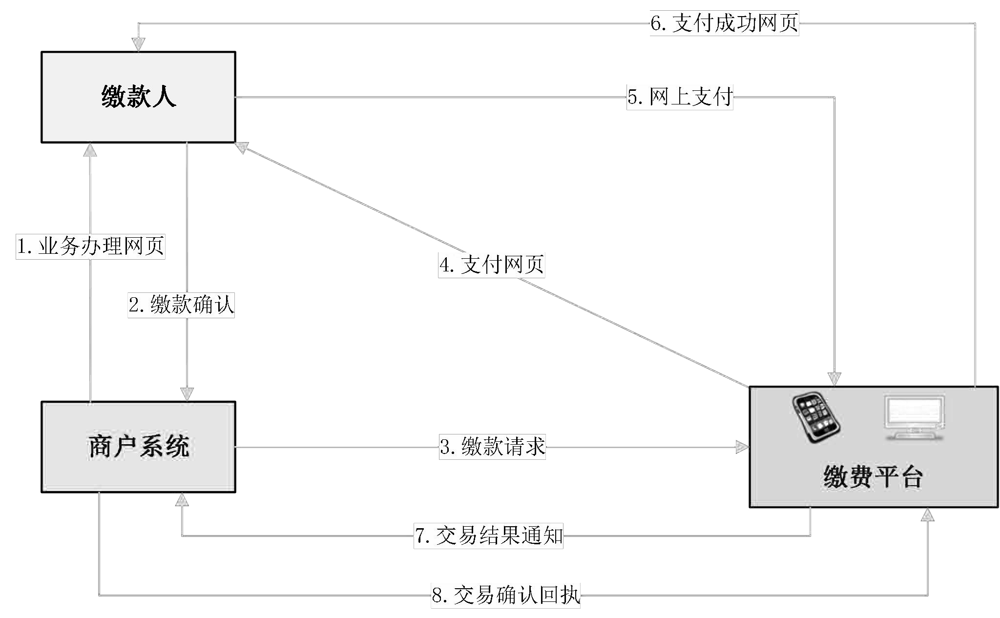 6.支付成功网页
缴款人
5.网上支付
1.业务办理网页
4.支付网页
2.缴款确认
商户系统
3.缴款请求
缴费平台
7.交易结果通知
8.交易确认回执